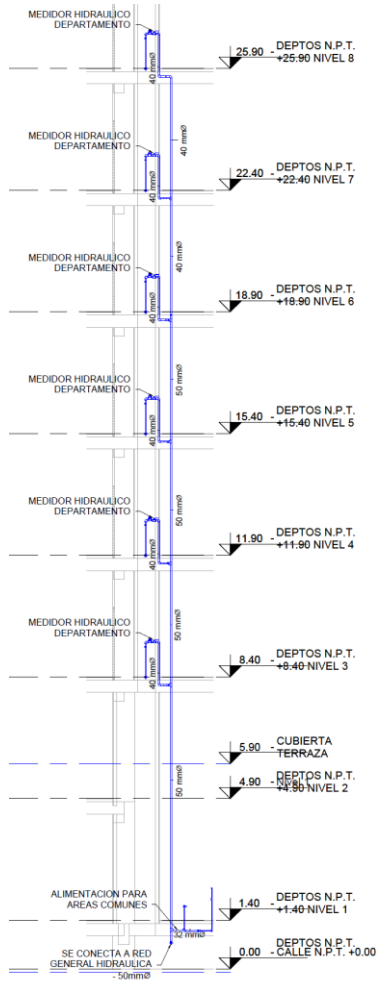 MEDIDOR HIDRAULICO
DEPARTAMENTO
40 mmØ
25.90 - DEPTOS N.P.T.
+25.90 NIVEL 8
40 mmØ
MEDIDOR HIDRAULICO
DEPARTAMENTO
40 mmØ
22.40 - DEPTOS N.P.T.
+22.40 NIVEL 7
40 mmØ
MEDIDOR HIDRAULICO
DEPARTAMENTO
40 mmØ
18.90 - DEPTOS N.P.T.
+18.90 NIVEL 6
50 mmØ
MEDIDOR HIDRAULICO
DEPARTAMENTO
40 mmØ
15.40 - DEPTOS N.P.T.
+15.40 NIVEL 5
50 mmØ
MEDIDOR HIDRAULICO
DEPARTAMENTO
40 mmØ
11.90 - DEPTOS N.P.T.
+11.90 NIVEL 4
50 mmØ
MEDIDOR HIDRAULICO
DEPARTAMENTO
40 mmØ
8.40 - DEPTOS N.P.T.
+8.40 NIVEL 3
5.90 - CUBIERTA
TERRAZA
50 mmØ
4.90 - DEPTOS N.P.T.
+4.90 NIVEL 2
ALIMENTACION PARA
AREAS COMUNES
1.40 - DEPTOS N.P.T.
+1.40 NIVEL 1
32 mmØ
SE CONECTA A RED
GENERAL HIDRAULICA
- 50mmØ
0.00 - DEPTOS N.P.T.
CALLE N.P.T. +0.00